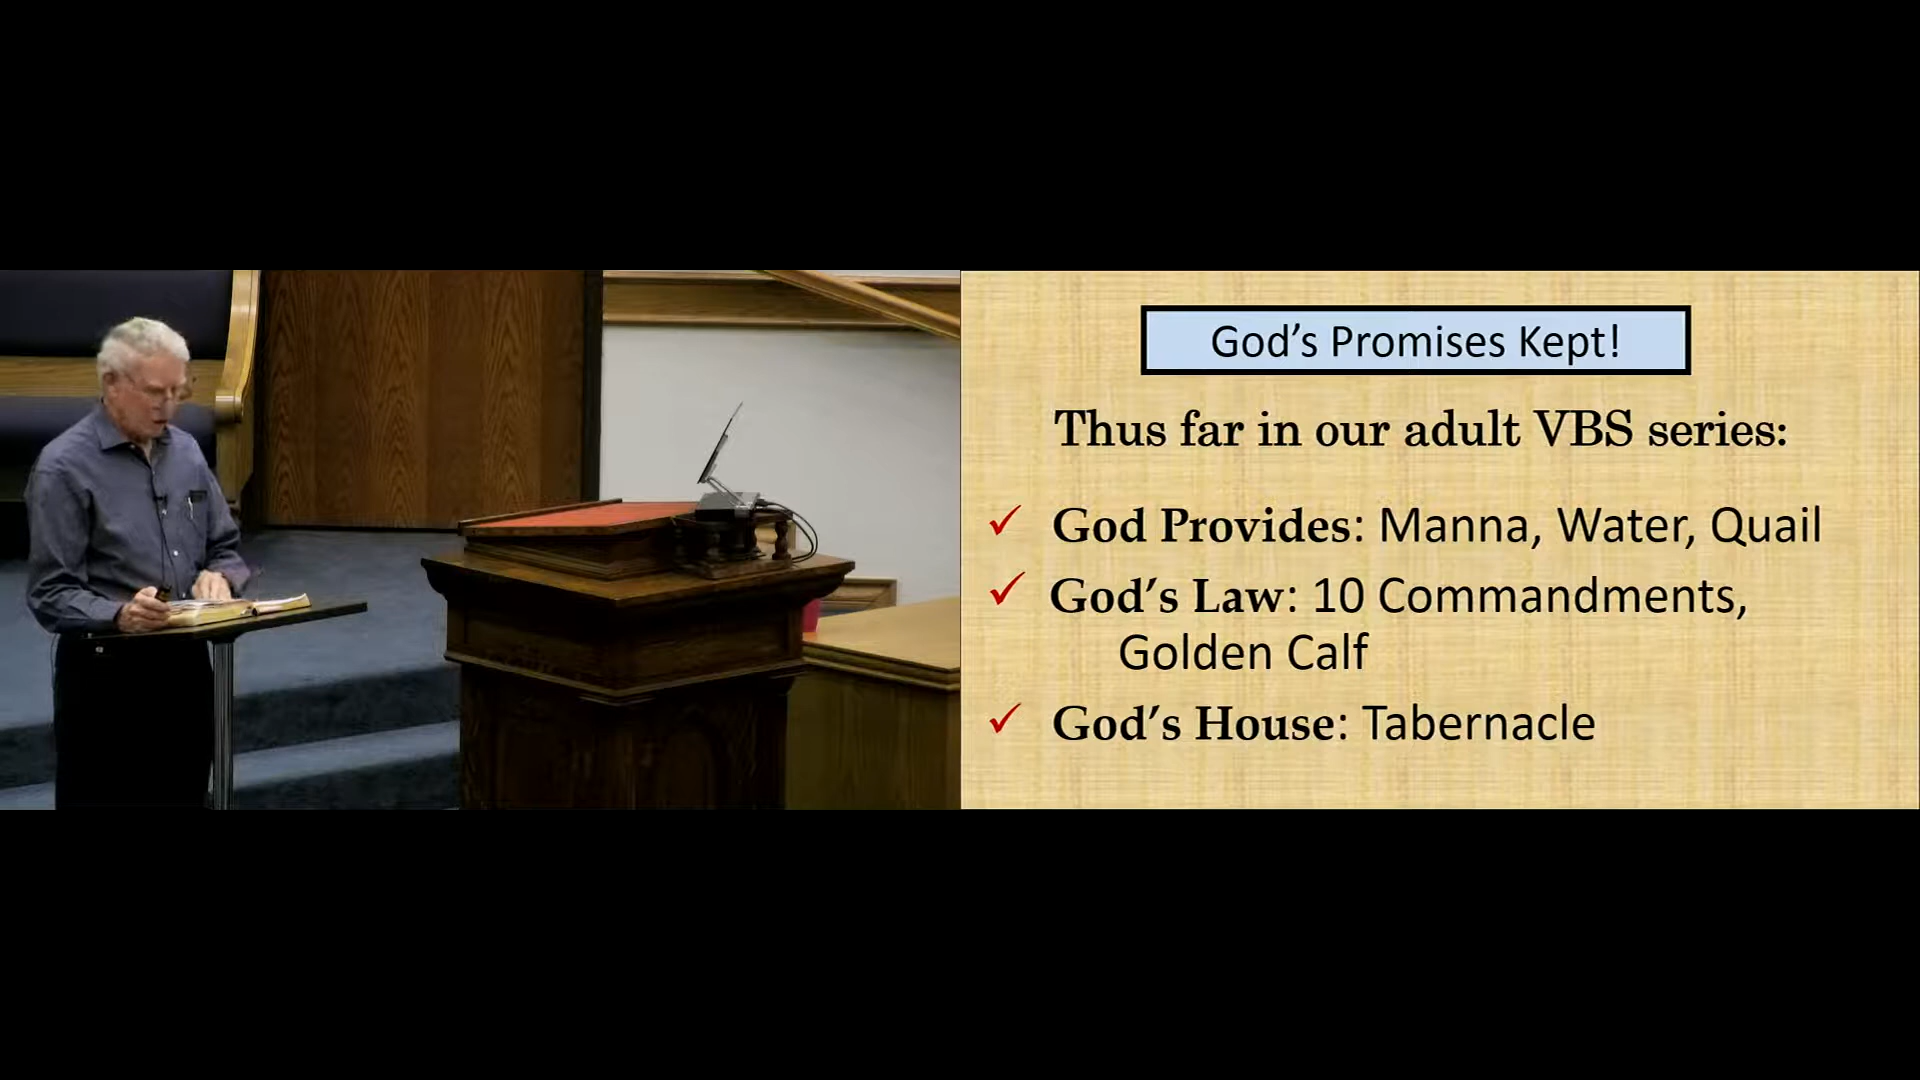 God's Promises Kept!
Thus far in our adult VBS series:
✓ God Provides: Manna, Water, Quail
✓ God's Law: 10 Commandments,
Golden Calf
✓ God's House: Tabernacle